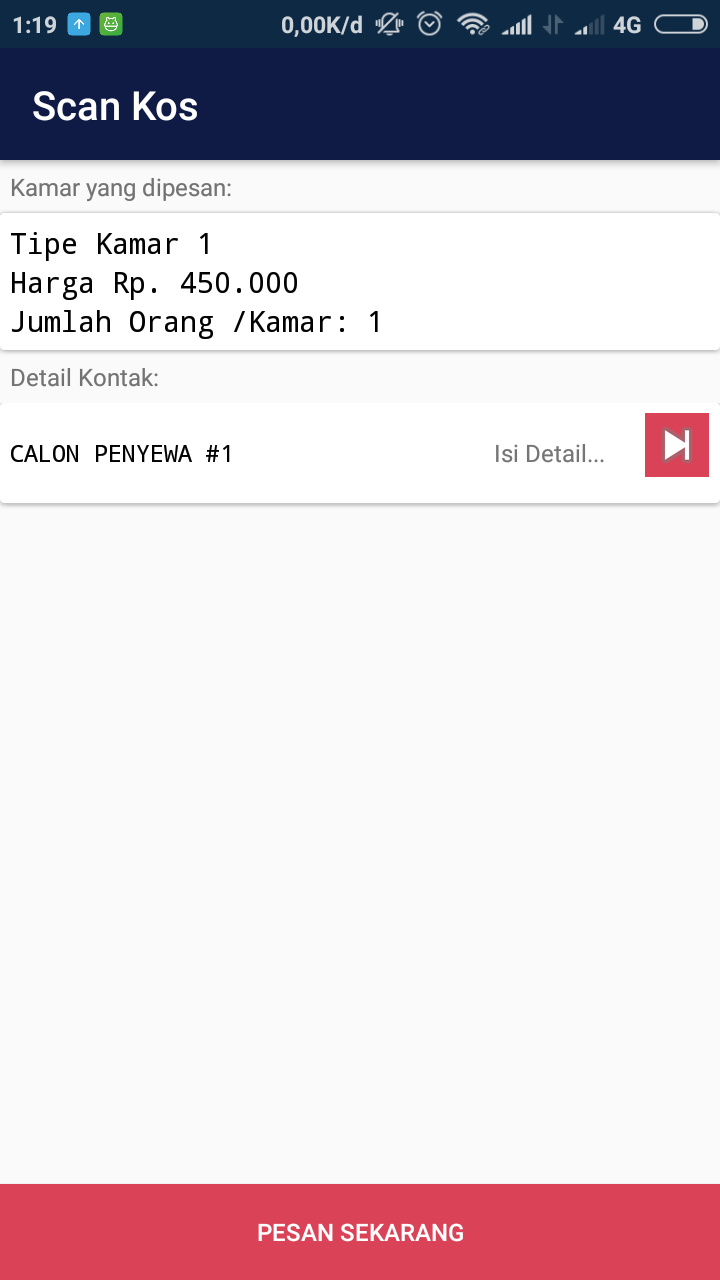 1:19 0,00K/d 4G
Scan Kos
Kamar yang dipesan:
Tipe Kamar 1
Harga Rp. 450.000
Jumlah Orang /Kamar: 1
Detail Kontak:
CALON PENYEWA #1 Isi Detail...
PESAN SEKARANG